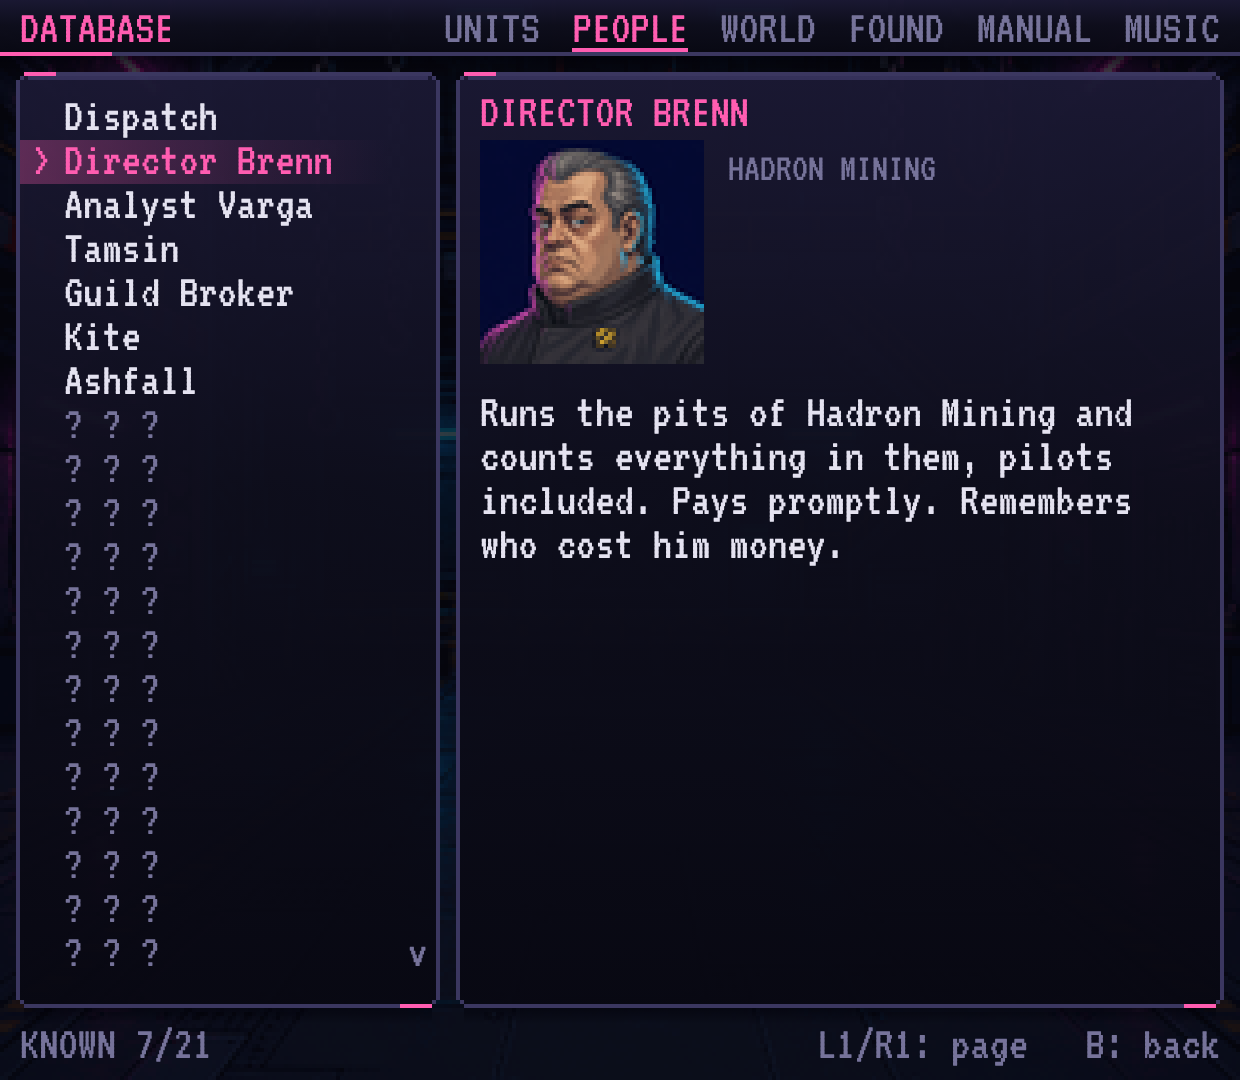 DATABASE UNITS PEOPLE WORLD FOUND MANUAL MUSIC
Dispatch
> Director Brenn
Analyst Varga
Tamsin
Guild Broker
Kite
Ashfall
? ? ?
? ? ?
? ? ?
? ? ?
? ? ?
? ? ?
? ? ?
? ? ?
? ? ?
? ? ?
? ? ?
? ? ?
? ? ? v
DIRECTOR BRENN
HADRON MINING
Runs the pits of Hadron Mining and
counts everything in them, pilots
included. Pays promptly. Remembers
who cost him money.
KNOWN 7/21 L1/R1: page B: back